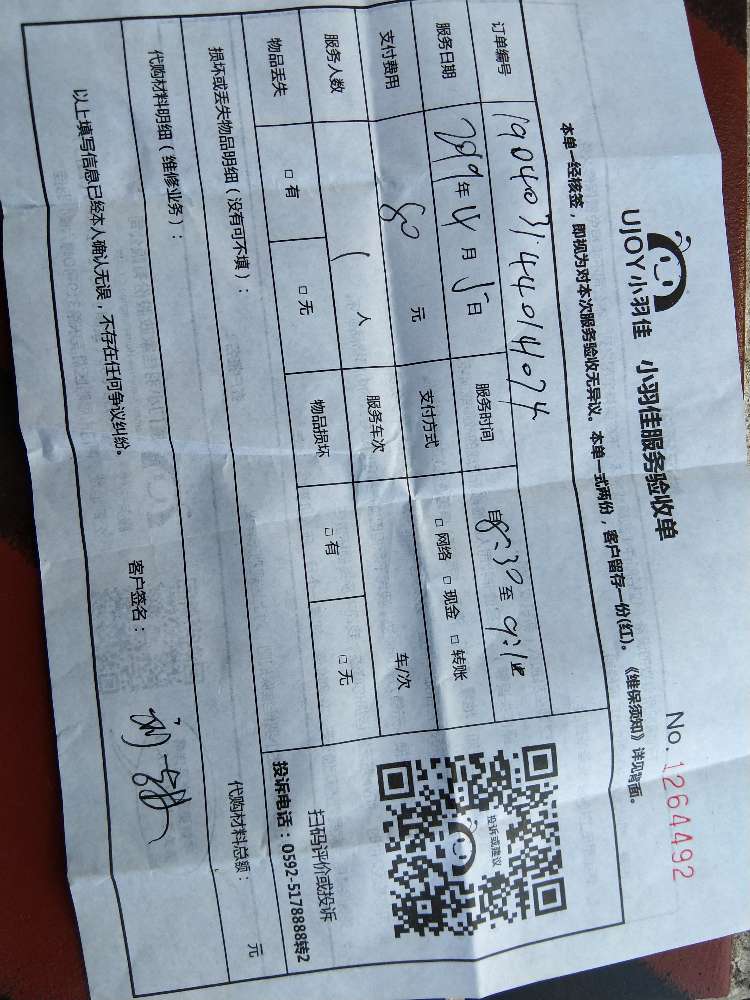 UJOY小羽佳 小羽佳服务验收单
No. 1264492
本单一经核签，即视为对本次服务验收无异议。本单一式两份，客户留存一份(红)。《维保须知》详见背面。
订单编号 190403144014074
服务日期 2019年4月5日 服务时间 自8:30至9:10
支付费用 80元 支付方式 □ 网络 □ 现金 □ 转账
服务人数 1人 服务车次 车/次
物品丢失 □ 有 □ 无 物品损坏 □ 有 □ 无
投诉或建议
扫码评价或投诉
投诉电话：0592-5178888转2
损坏或丢失物品明细（没有可不填）：
代购材料明细（维修业务）： 代购材料总额： 元
以上填写信息已经本人确认无误，不存在任何争议纠纷。 客户签名：